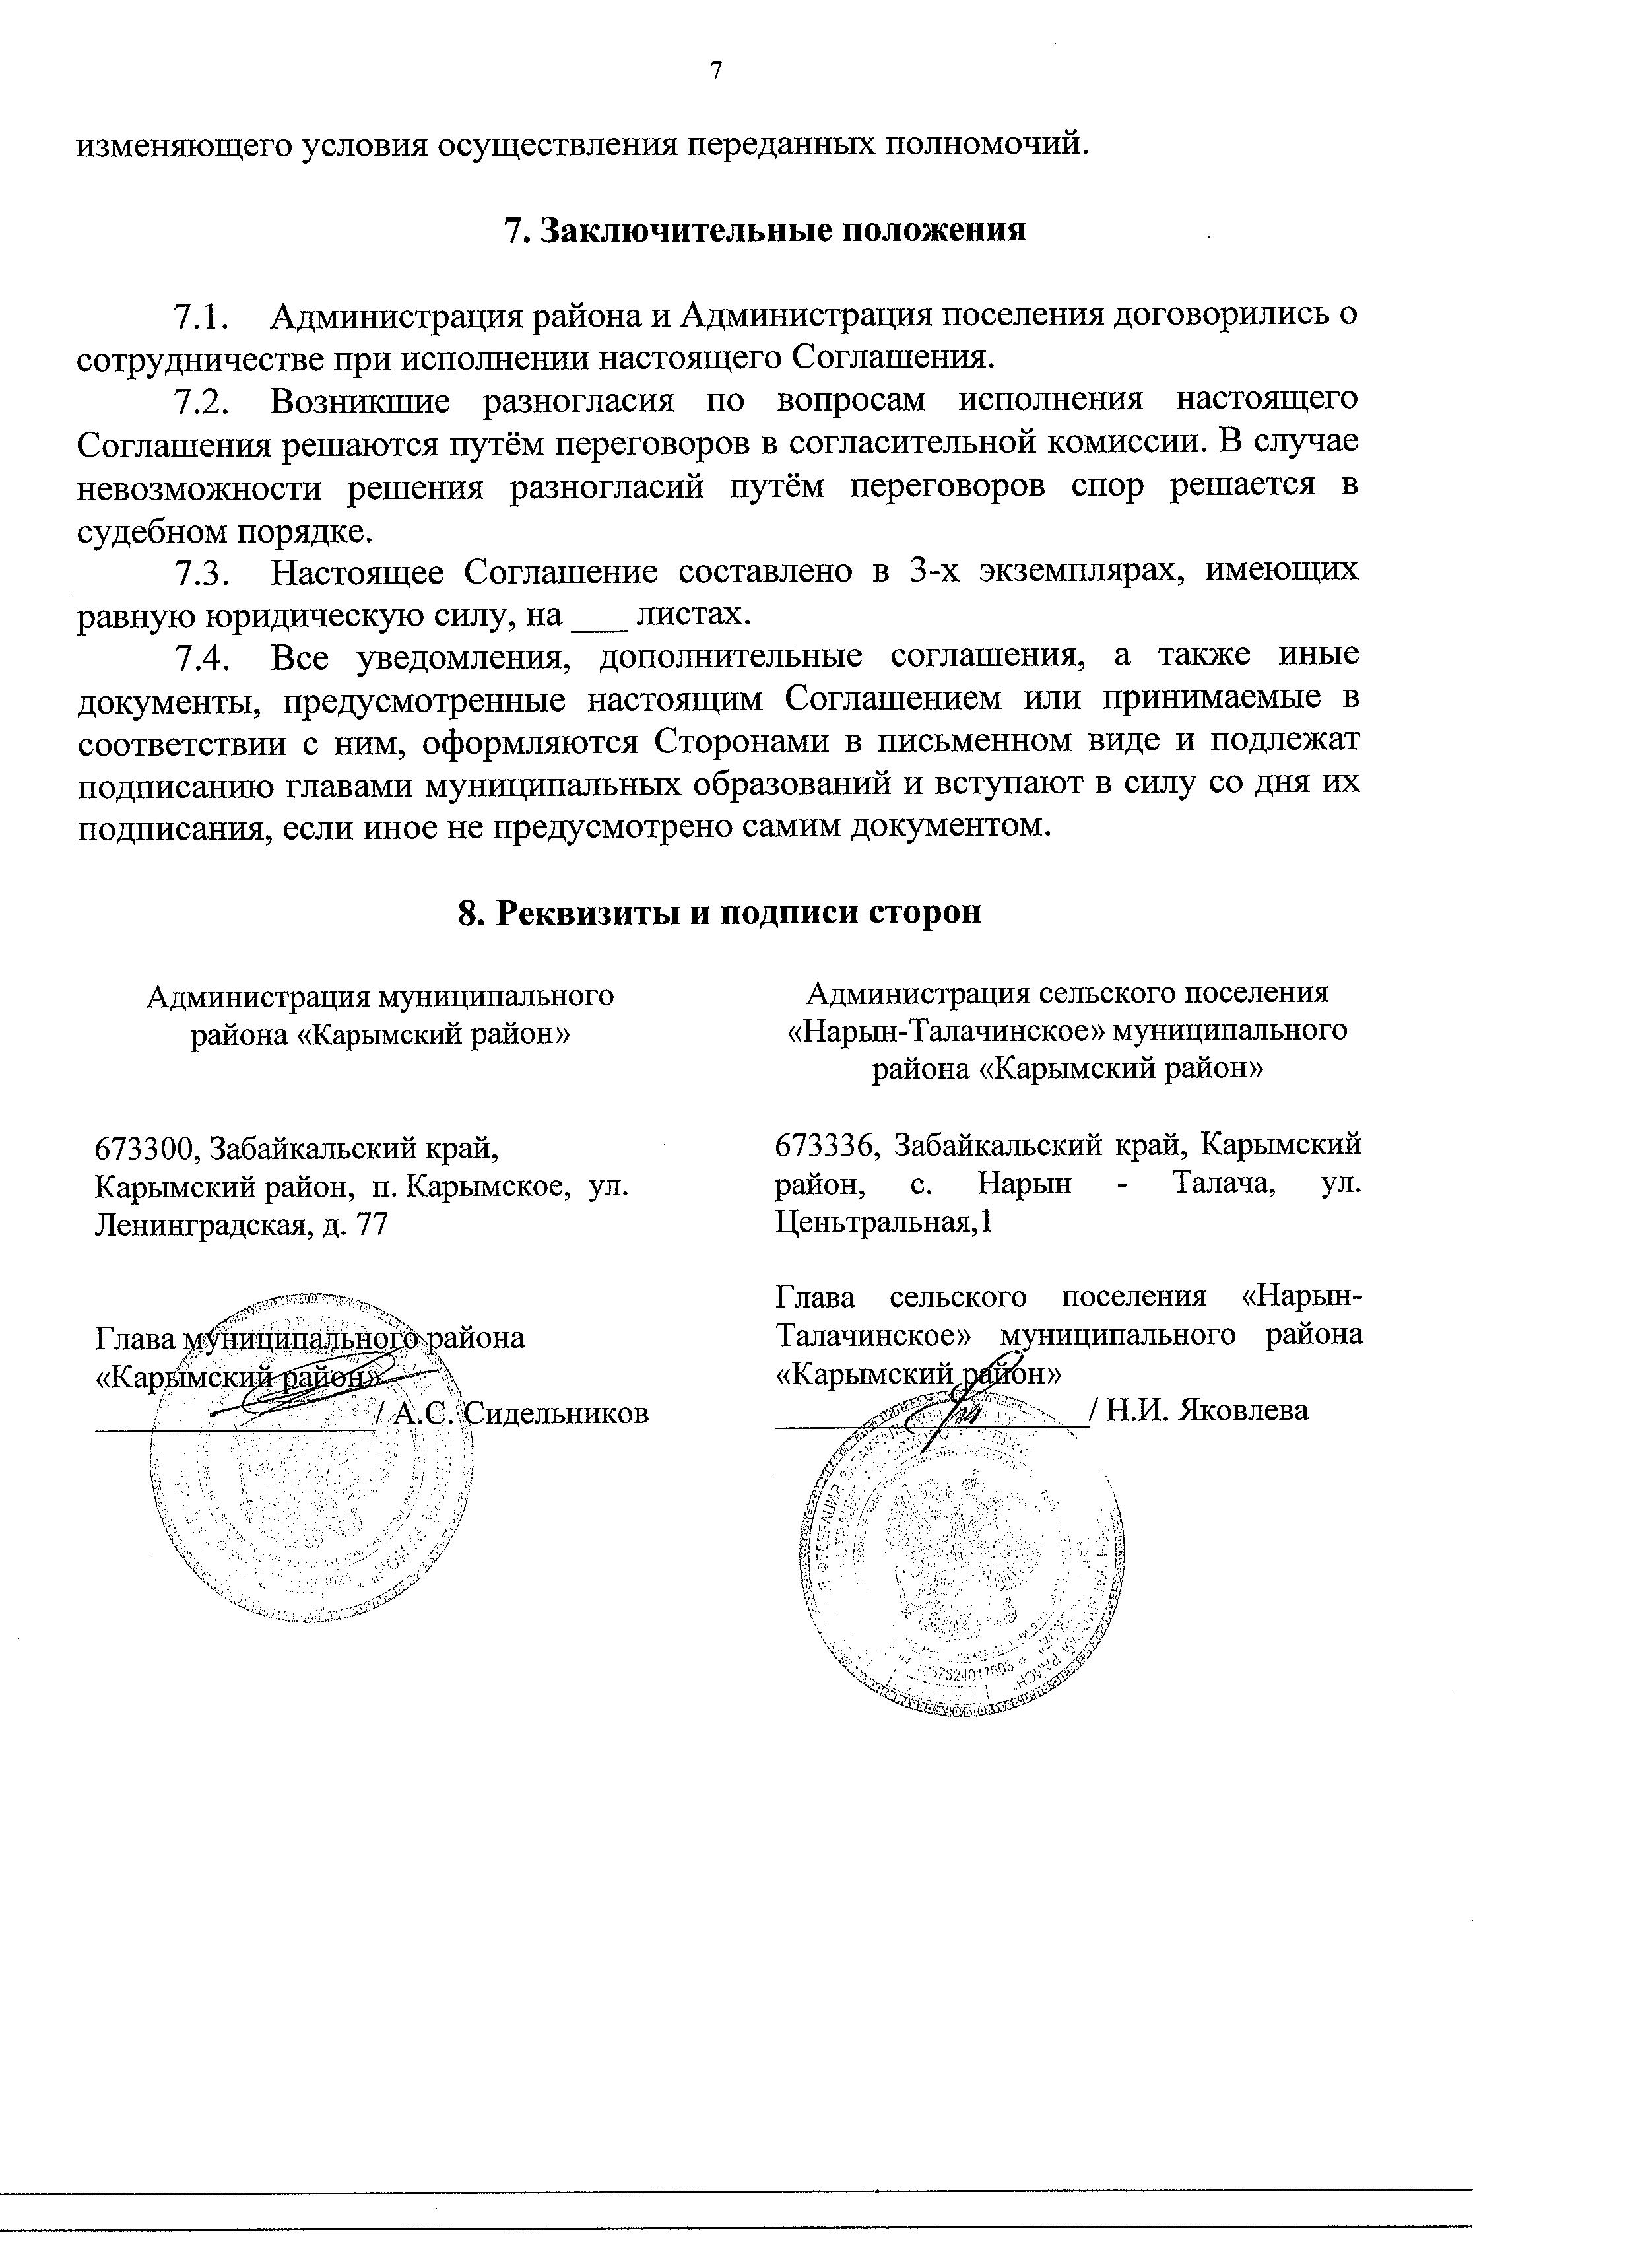 7
изменяющего условия осуществления переданных полномочий.
7. Заключительные положения
7.1. Администрация района и Администрация поселения договорились о
сотрудничестве при исполнении настоящего Соглашения.
7.2. Возникшие разногласия по вопросам исполнения настоящего
Соглашения решаются путём переговоров в согласительной комиссии. В случае
невозможности решения разногласий путём переговоров спор решается в
судебном порядке.
7.3. Настоящее Соглашение составлено в 3-х экземплярах, имеющих
равную юридическую силу, на ___ листах.
7.4. Все уведомления, дополнительные соглашения, а также иные
документы, предусмотренные настоящим Соглашением или принимаемые в
соответствии с ним, оформляются Сторонами в письменном виде и подлежат
подписанию главами муниципальных образований и вступают в силу со дня их
подписания, если иное не предусмотрено самим документом.
8. Реквизиты и подписи сторон
Администрация муниципального
района «Карымский район»
673300, Забайкальский край,
Карымский район, п. Карымское, ул.
Ленинградская, д. 77
Глава муниципального района
«Карымский район»
/ А.С. Сидельников
Администрация сельского поселения
«Нарын-Талачинское» муниципального
района «Карымский район»
673336, Забайкальский край, Карымский
район, с. Нарын - Талача, ул.
Ценьтральная,1
Глава сельского поселения «Нарын-
Талачинское» муниципального района
«Карымский район»
/ Н.И. Яковлева